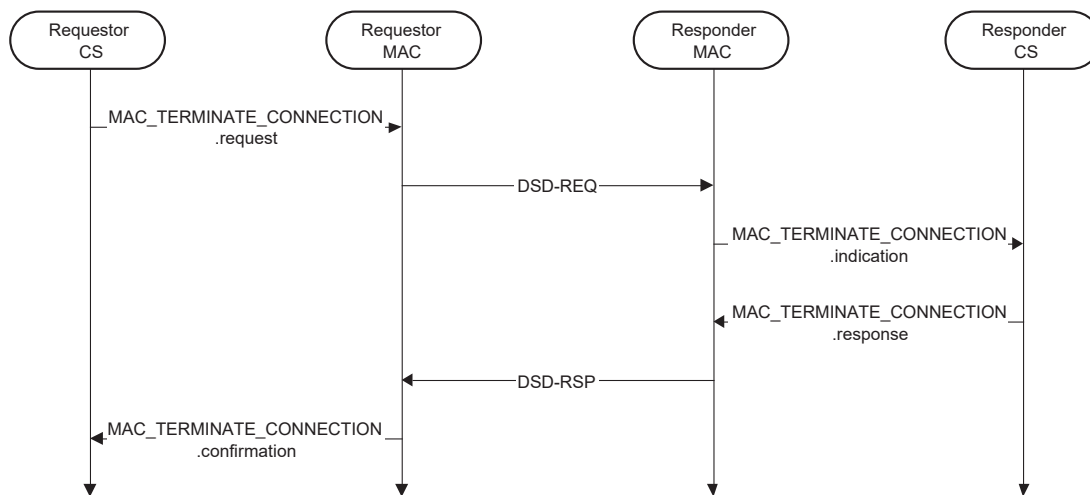 Requestor
CS
Requestor
MAC
Responder
MAC
Responder
CS
MAC_TERMINATE_CONNECTION
.request
DSD-REQ
MAC_TERMINATE_CONNECTION
.indication
MAC_TERMINATE_CONNECTION
.response
DSD-RSP
MAC_TERMINATE_CONNECTION
.confirmation